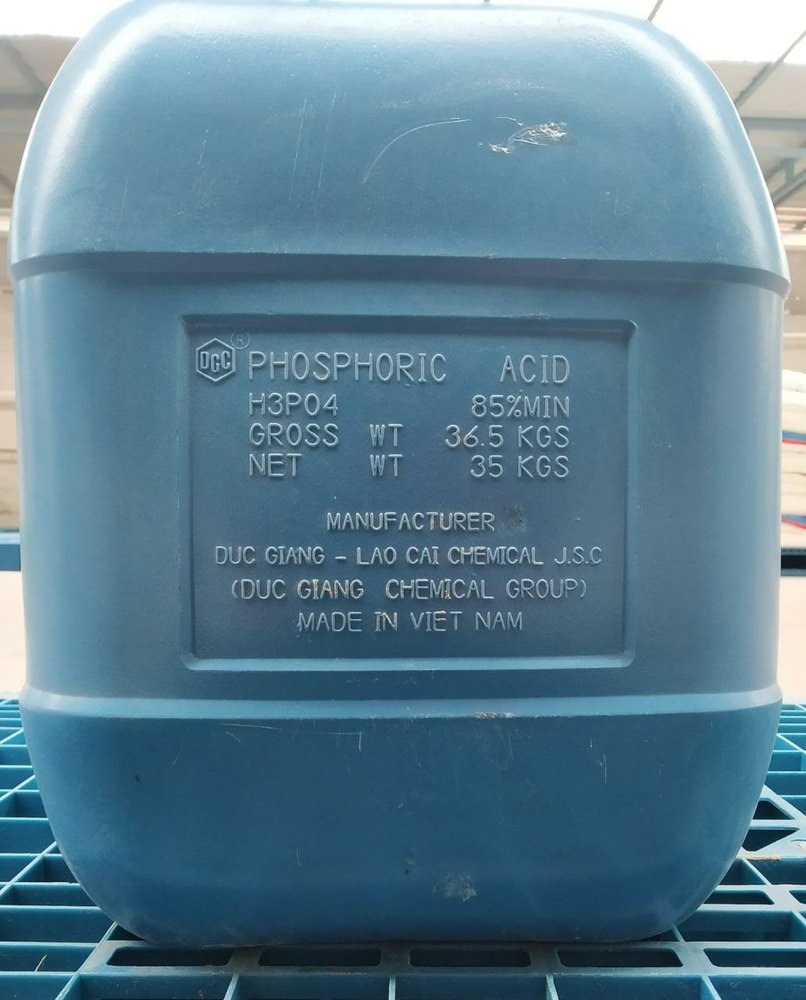 DGC ® PHOSPHORIC ACID
H3PO4 85%MIN
GROSS WT 36.5 KGS
NET WT 35 KGS
MANUFACTURER
DUC GIANG - LAO CAI CHEMICAL J.S.C
(DUC GIANG CHEMICAL GROUP)
MADE IN VIET NAM